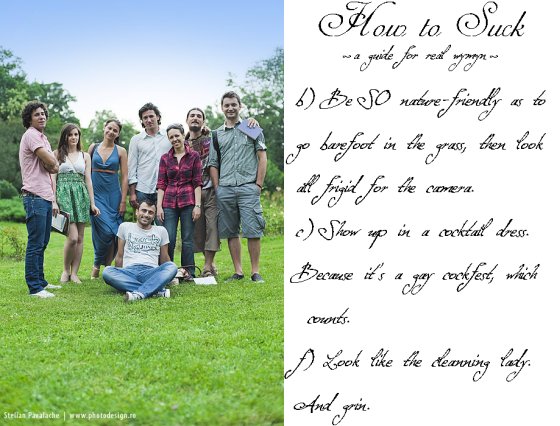 How to Suck
~ a guide for real wymyn ~
b) Be SO nature-friendly as to
go barefoot in the grass, then look
all frigid for the camera.
c) Show up in a cocktail dress.
Because it's a gay cockfest, which
counts.
f) Look like the cleanning lady.
And grin.
Stelian Pavalache | www.photodesign.ro